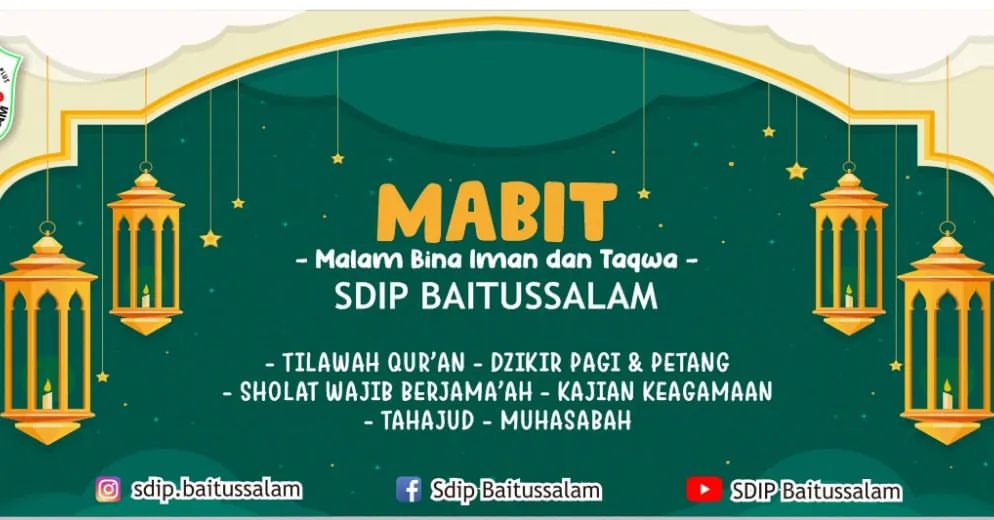 MABIT
- Malam Bina Iman dan Taqwa -
SDIP BAITUSSALAM
- TILAWAH QUR'AN - DZIKIR PAGI & PETANG
- SHOLAT WAJIB BERJAMA'AH - KAJIAN KEAGAMAAN
- TAHAJUD - MUHASABAH
sdip.baitussalam
Sdip Baitussalam
SDIP Baitussalam